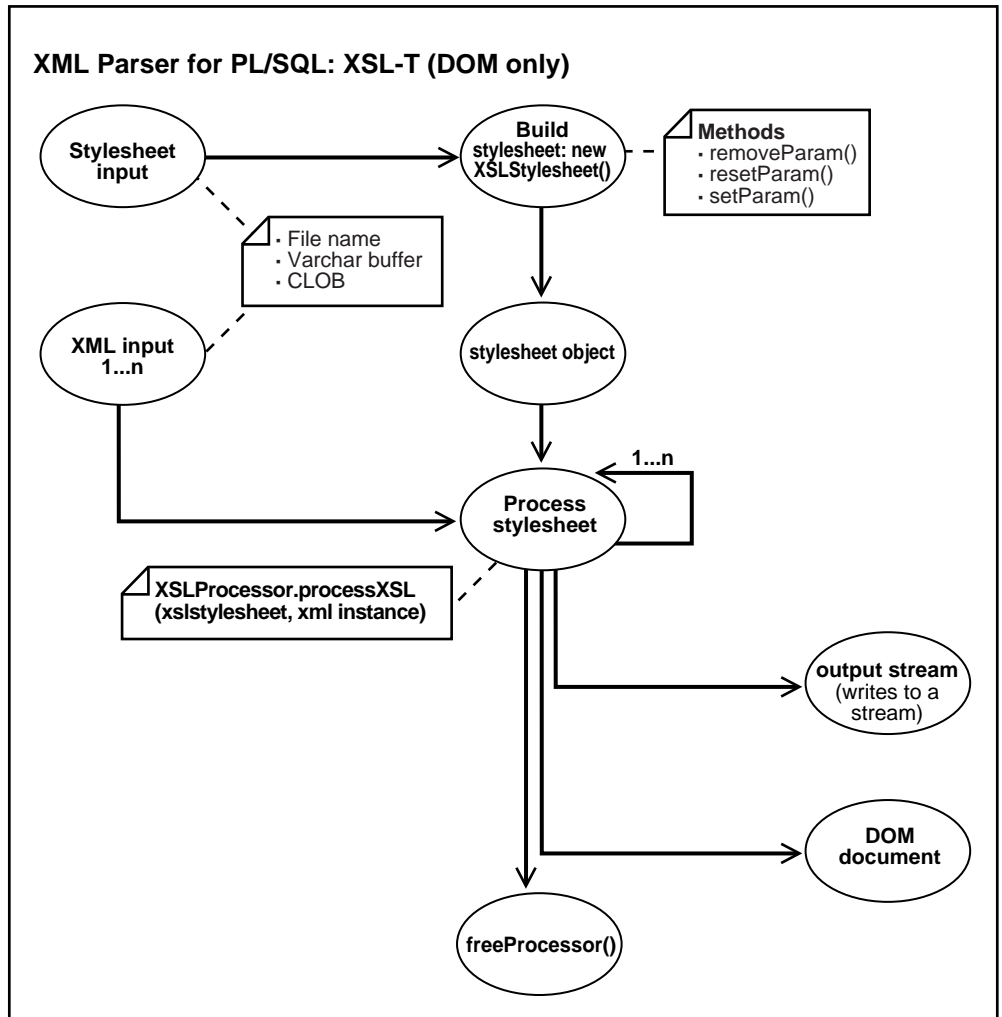 XML Parser for PL/SQL: XSL-T (DOM only)
Stylesheet
input
Build
stylesheet: new
XSLStylesheet()
Methods
· removeParam()
· resetParam()
· setParam()
· File name
· Varchar buffer
· CLOB
XML input
1...n
stylesheet object
1...n
Process
stylesheet
XSLProcessor.processXSL
(xslstylesheet, xml instance)
output stream
(writes to a
stream)
DOM
document
freeProcessor()